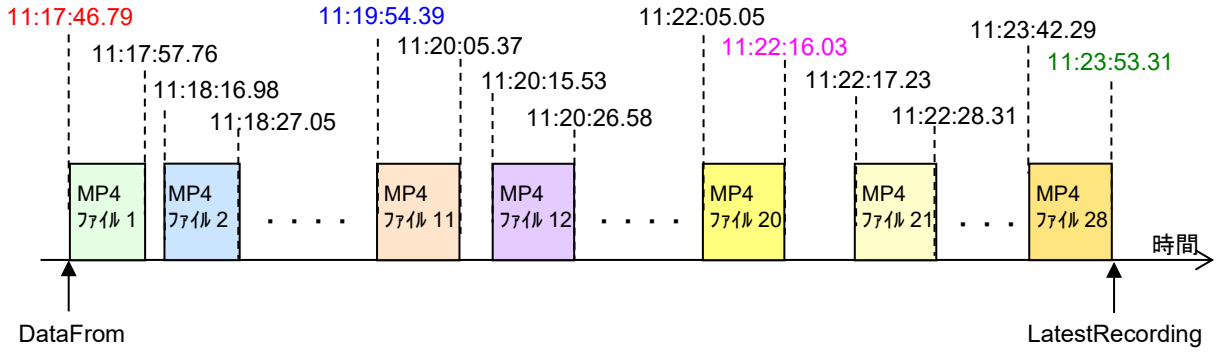 11:17:46.79
11:19:54.39
11:22:05.05
11:23:42.29
11:17:57.76
11:20:05.37
11:22:16.03
11:23:53.31
11:18:16.98
11:20:15.53
11:22:17.23
11:18:27.05
11:20:26.58
11:22:28.31
MP4
ファイル 1
MP4
ファイル 2
・・・・
MP4
ファイル 11
MP4
ファイル 12
・・・・
MP4
ファイル 20
MP4
ファイル 21
・・・
MP4
ファイル 28
時間
DataFrom
LatestRecording